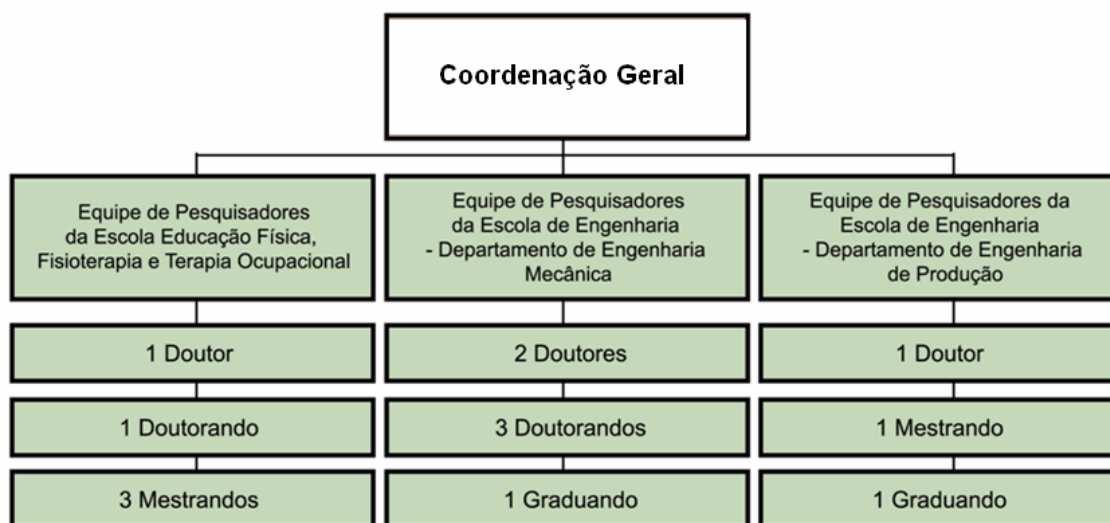 Coordenação Geral
Equipe de Pesquisadores
da Escola Educação Física,
Fisioterapia e Terapia Ocupacional
Equipe de Pesquisadores
da Escola de Engenharia
- Departamento de Engenharia
Mecânica
Equipe de Pesquisadores da
Escola de Engenharia
- Departamento de Engenharia
de Produção
1 Doutor
2 Doutores
1 Doutor
1 Doutorando
3 Doutorandos
1 Mestrando
3 Mestrandos
1 Graduando
1 Graduando